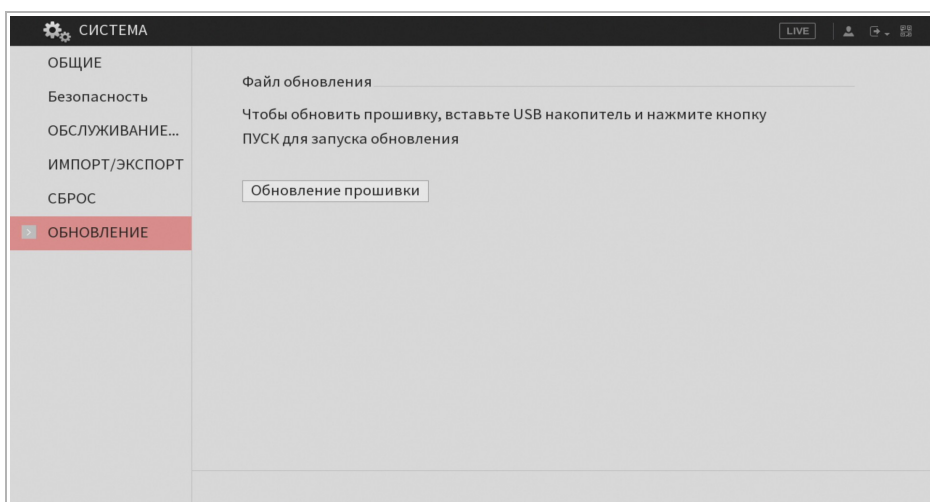 СИСТЕМА
LIVE
ОБЩИЕ
Безопасность
ОБСЛУЖИВАНИЕ...
ИМПОРТ/ЭКСПОРТ
СБРОС
ОБНОВЛЕНИЕ
Файл обновления
Чтобы обновить прошивку, вставьте USB накопитель и нажмите кнопку
ПУСК для запуска обновления
Обновление прошивки